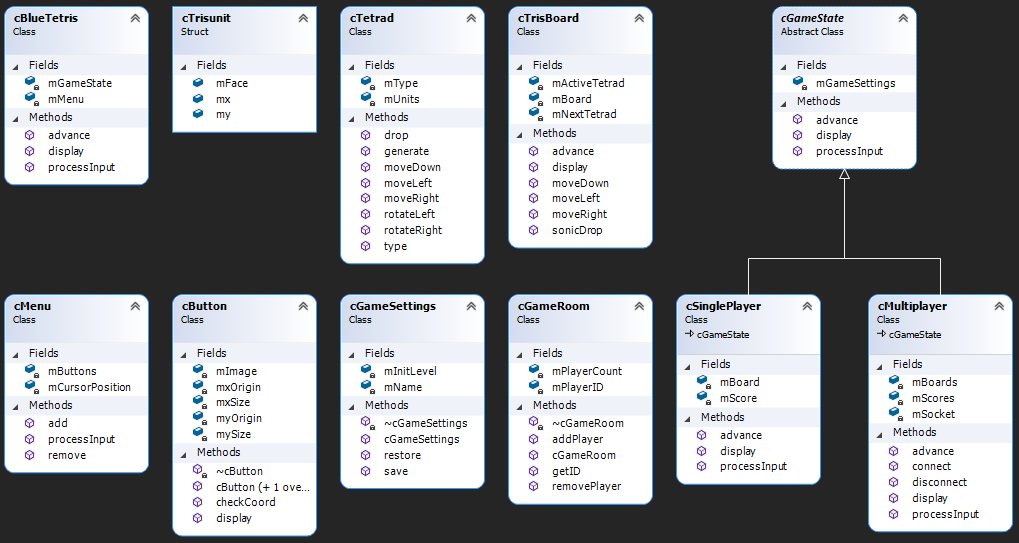 cBlueTetris
Class
Fields
mGameState
mMenu
Methods
advance
display
processInput
cTrisunit
Struct
Fields
mFace
mx
my
cTetrad
Class
Fields
mType
mUnits
Methods
drop
generate
moveDown
moveLeft
moveRight
rotateLeft
rotateRight
type
cTrisBoard
Class
Fields
mActiveTetrad
mBoard
mNextTetrad
Methods
advance
display
moveDown
moveLeft
moveRight
sonicDrop
cGameState
Abstract Class
Fields
mGameSettings
Methods
advance
display
processInput
cMenu
Class
Fields
mButtons
mCursorPosition
Methods
add
processInput
remove
cButton
Class
Fields
mImage
mxOrigin
mxSize
myOrigin
mySize
Methods
~cButton
cButton (+ 1 ove...
checkCoord
display
cGameSettings
Class
Fields
mInitLevel
mName
Methods
~cGameSettings
cGameSettings
restore
save
cGameRoom
Class
Fields
mPlayerCount
mPlayerID
Methods
~cGameRoom
addPlayer
cGameRoom
getID
removePlayer
cSinglePlayer
Class
cGameState
Fields
mBoard
mScore
Methods
advance
display
processInput
cMultiplayer
Class
cGameState
Fields
mBoards
mScores
mSocket
Methods
advance
connect
disconnect
display
processInput